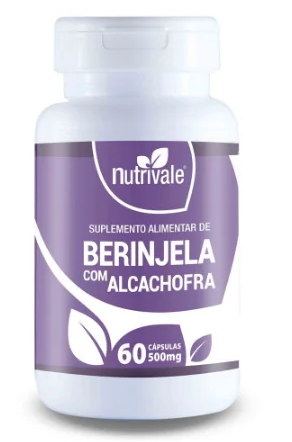 nutrivale®
SUPLEMENTO ALIMENTAR DE
BERINJELA
COM ALCACHOFRA
60 CÁPSULAS
500mg